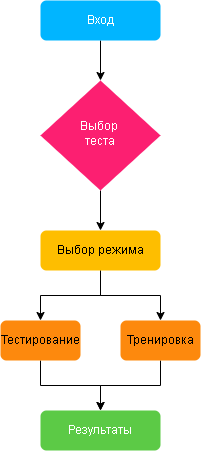 Вход
Выбор
теста
Выбор режима
Тестирование
Тренировка
Результаты